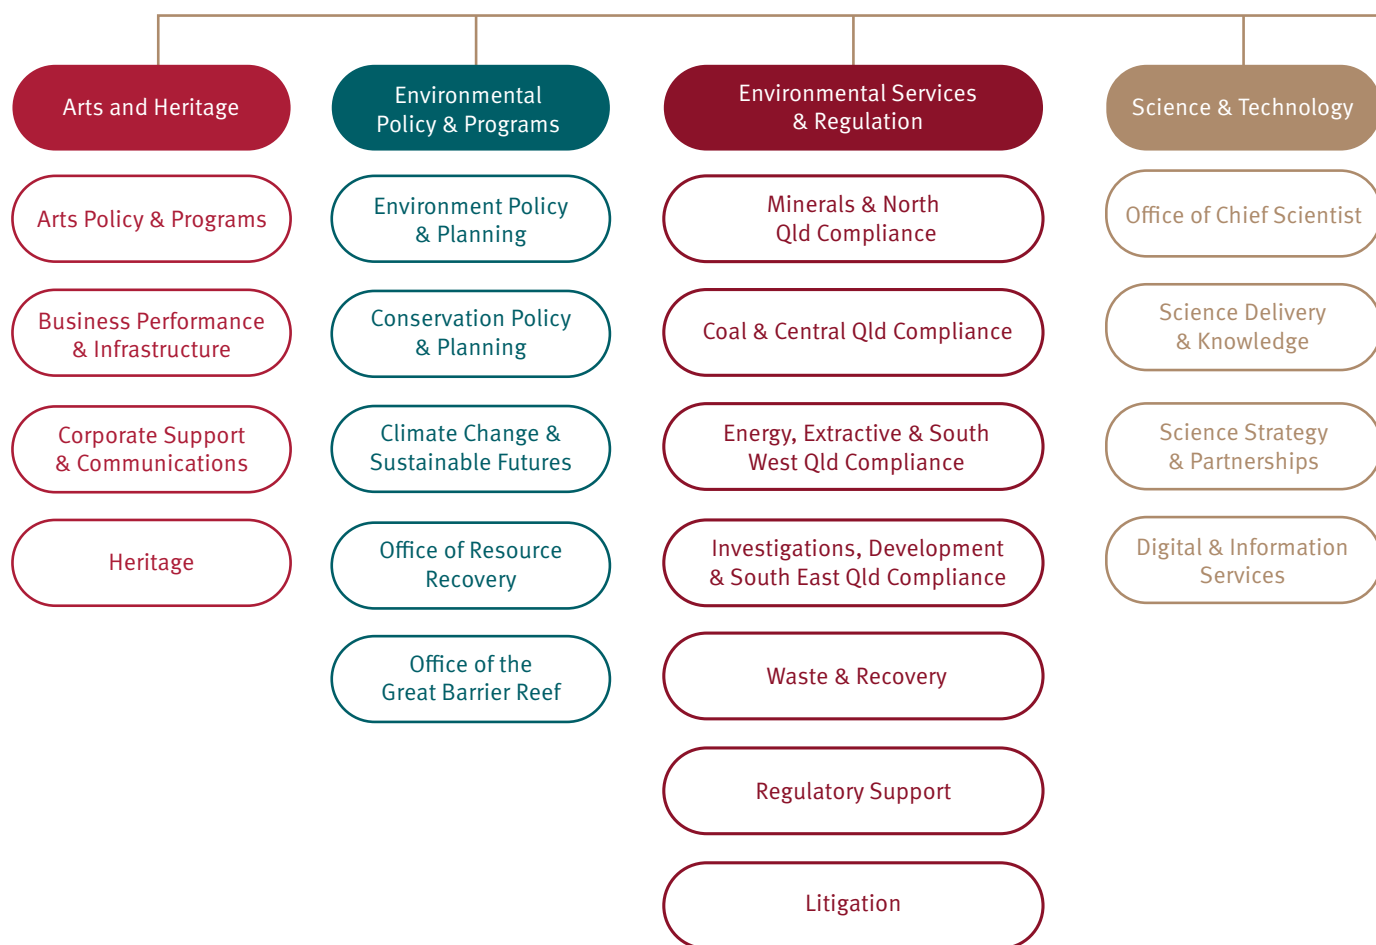 Arts and Heritage
Arts Policy & Programs
Business Performance
& Infrastructure
Corporate Support
& Communications
Heritage
Environmental
Policy & Programs
Environment Policy
& Planning
Conservation Policy
& Planning
Climate Change &
Sustainable Futures
Office of Resource
Recovery
Office of the
Great Barrier Reef
Environmental Services
& Regulation
Minerals & North
Qld Compliance
Coal & Central Qld Compliance
Energy, Extractive & South
West Qld Compliance
Investigations, Development
& South East Qld Compliance
Waste & Recovery
Regulatory Support
Litigation
Science & Technology
Office of Chief Scientist
Science Delivery
& Knowledge
Science Strategy
& Partnerships
Digital & Information
Services